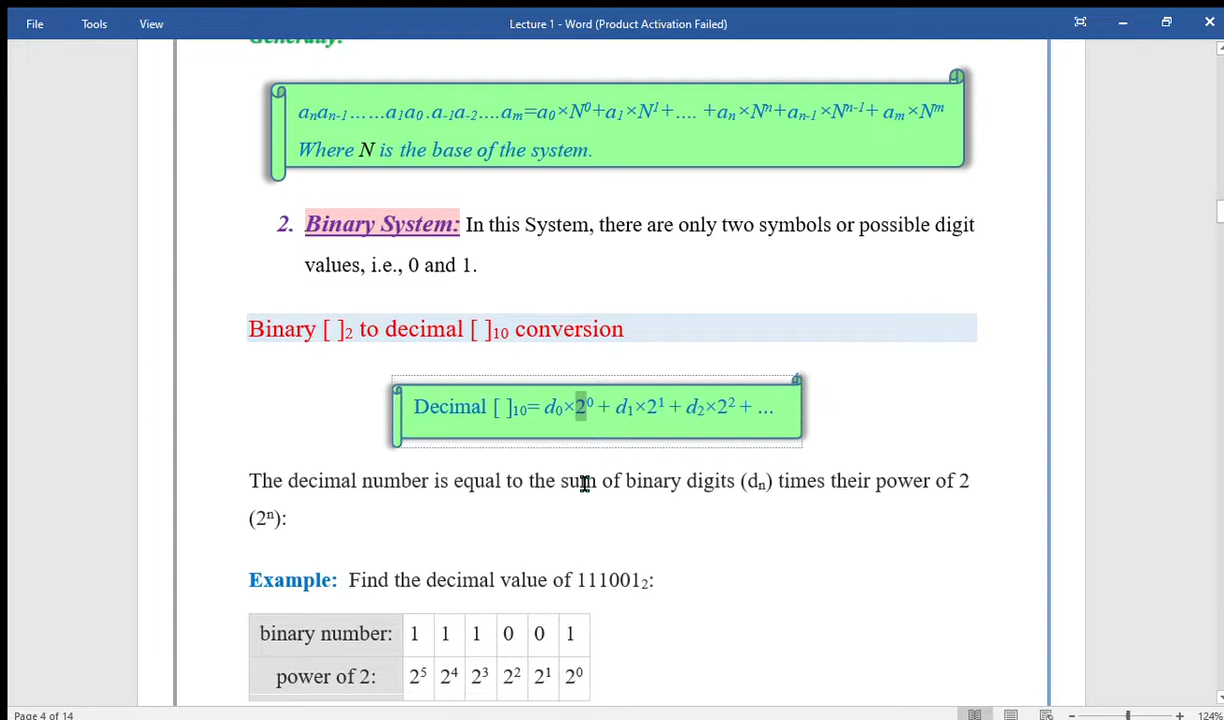 File Tools View Lecture 1 - Word (Product Activation Failed)
Generally:
aₙaₙ₋₁……a₁a₀.a₋₁a₋₂….aₘ=a₀×N⁰+a₁×N¹+…. +aₙ×Nⁿ+aₙ₋₁×Nⁿ⁻¹+ aₘ×Nᵐ
Where N is the base of the system.
2. Binary System: In this System, there are only two symbols or possible digit
values, i.e., 0 and 1.
Binary [ ]₂ to decimal [ ]₁₀ conversion
Decimal [ ]₁₀= d₀×2⁰ + d₁×2¹ + d₂×2² + …
The decimal number is equal to the sum of binary digits (dₙ) times their power of 2
(2ⁿ):
Example: Find the decimal value of 111001₂:
binary number: 1 1 1 0 0 1
power of 2: 2⁵ 2⁴ 2³ 2² 2¹ 2⁰
Page 4 of 14 124%